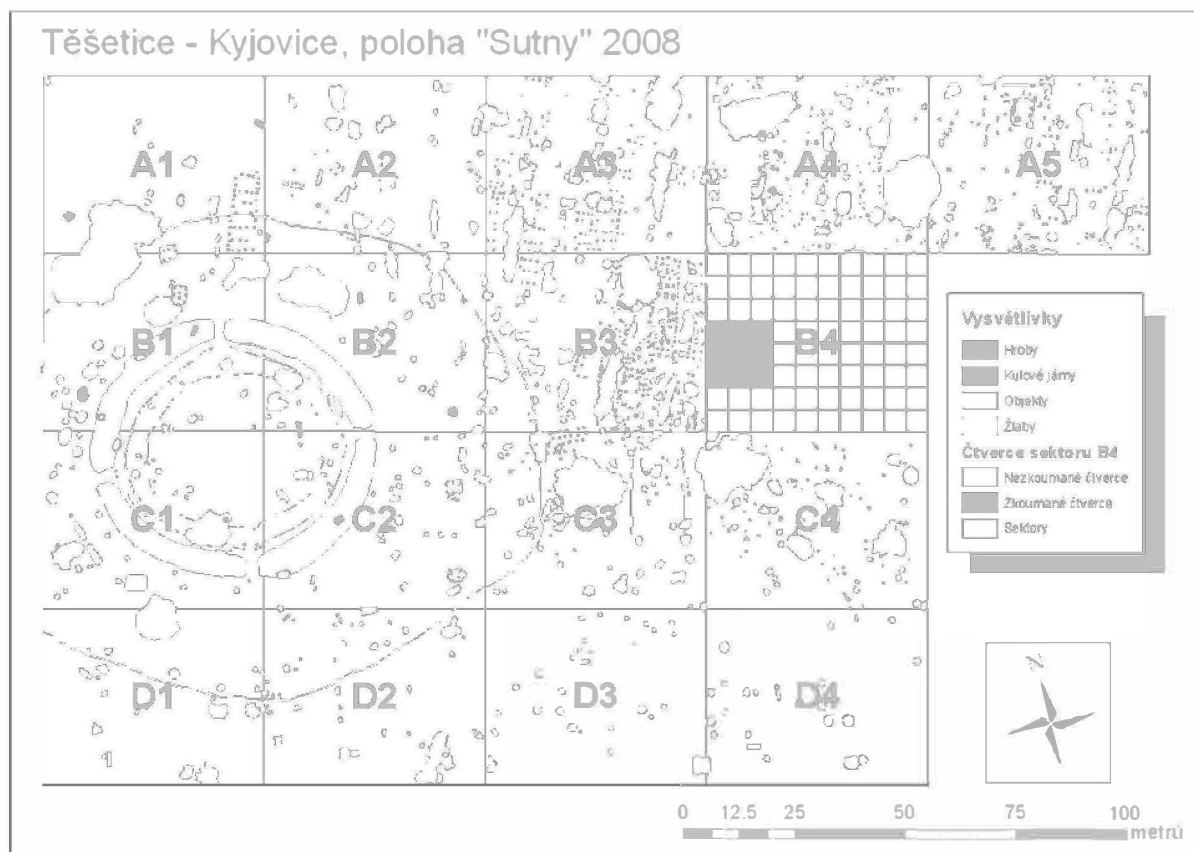 Těšetice - Kyjovice, poloha "Sutny" 2008
A1 A2 A3 A4 A5
B1 B2 B3 B4
C1 C2 C3 C4
D1 D2 D3 D4
Vysvětlivky
Hroby
Kůlové jámy
Objekty
Žlaby
Čtverce sektoru B4
Nezkoumané čtverce
Zkoumané čtverce
Sektory
N
0 12.5 25 50 75 100
metrů